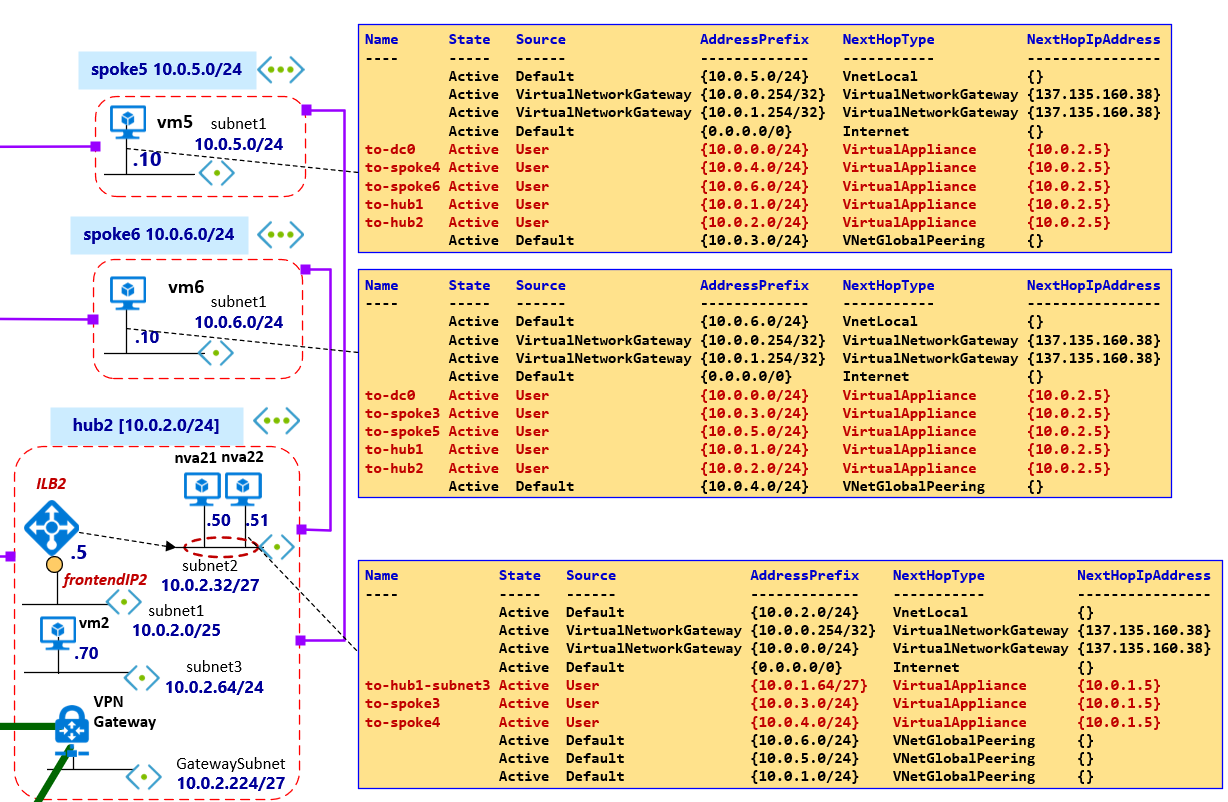 spoke5 10.0.5.0/24
vm5
subnet1
10.0.5.0/24
.10
Name State Source AddressPrefix NextHopType NextHopIpAddress
---- ----- ------ ------------- ----------- ----------------
Active Default {10.0.5.0/24} VnetLocal {}
Active VirtualNetworkGateway {10.0.0.254/32} VirtualNetworkGateway {137.135.160.38}
Active VirtualNetworkGateway {10.0.1.254/32} VirtualNetworkGateway {137.135.160.38}
Active Default {0.0.0.0/0} Internet {}
to-dc0 Active User {10.0.0.0/24} VirtualAppliance {10.0.2.5}
to-spoke4 Active User {10.0.4.0/24} VirtualAppliance {10.0.2.5}
to-spoke6 Active User {10.0.6.0/24} VirtualAppliance {10.0.2.5}
to-hub1 Active User {10.0.1.0/24} VirtualAppliance {10.0.2.5}
to-hub2 Active User {10.0.2.0/24} VirtualAppliance {10.0.2.5}
Active Default {10.0.3.0/24} VNetGlobalPeering {}
spoke6 10.0.6.0/24
vm6
subnet1
10.0.6.0/24
.10
Name State Source AddressPrefix NextHopType NextHopIpAddress
---- ----- ------ ------------- ----------- ----------------
Active Default {10.0.6.0/24} VnetLocal {}
Active VirtualNetworkGateway {10.0.0.254/32} VirtualNetworkGateway {137.135.160.38}
Active VirtualNetworkGateway {10.0.1.254/32} VirtualNetworkGateway {137.135.160.38}
Active Default {0.0.0.0/0} Internet {}
to-dc0 Active User {10.0.0.0/24} VirtualAppliance {10.0.2.5}
to-spoke3 Active User {10.0.3.0/24} VirtualAppliance {10.0.2.5}
to-spoke5 Active User {10.0.5.0/24} VirtualAppliance {10.0.2.5}
to-hub1 Active User {10.0.1.0/24} VirtualAppliance {10.0.2.5}
to-hub2 Active User {10.0.2.0/24} VirtualAppliance {10.0.2.5}
Active Default {10.0.4.0/24} VNetGlobalPeering {}
hub2 [10.0.2.0/24]
nva21 nva22
ILB2
.50 .51
.5
subnet2
frontendIP2
10.0.2.32/27
subnet1
10.0.2.0/25
vm2
.70
subnet3
10.0.2.64/24
VPN
Gateway
GatewaySubnet
10.0.2.224/27
Name State Source AddressPrefix NextHopType NextHopIpAddress
---- ----- ------ ------------- ----------- ----------------
Active Default {10.0.2.0/24} VnetLocal {}
Active VirtualNetworkGateway {10.0.0.254/32} VirtualNetworkGateway {137.135.160.38}
Active VirtualNetworkGateway {10.0.0.0/24} VirtualNetworkGateway {137.135.160.38}
Active Default {0.0.0.0/0} Internet {}
to-hub1-subnet3 Active User {10.0.1.64/27} VirtualAppliance {10.0.1.5}
to-spoke3 Active User {10.0.3.0/24} VirtualAppliance {10.0.1.5}
to-spoke4 Active User {10.0.4.0/24} VirtualAppliance {10.0.1.5}
Active Default {10.0.6.0/24} VNetGlobalPeering {}
Active Default {10.0.5.0/24} VNetGlobalPeering {}
Active Default {10.0.1.0/24} VNetGlobalPeering {}